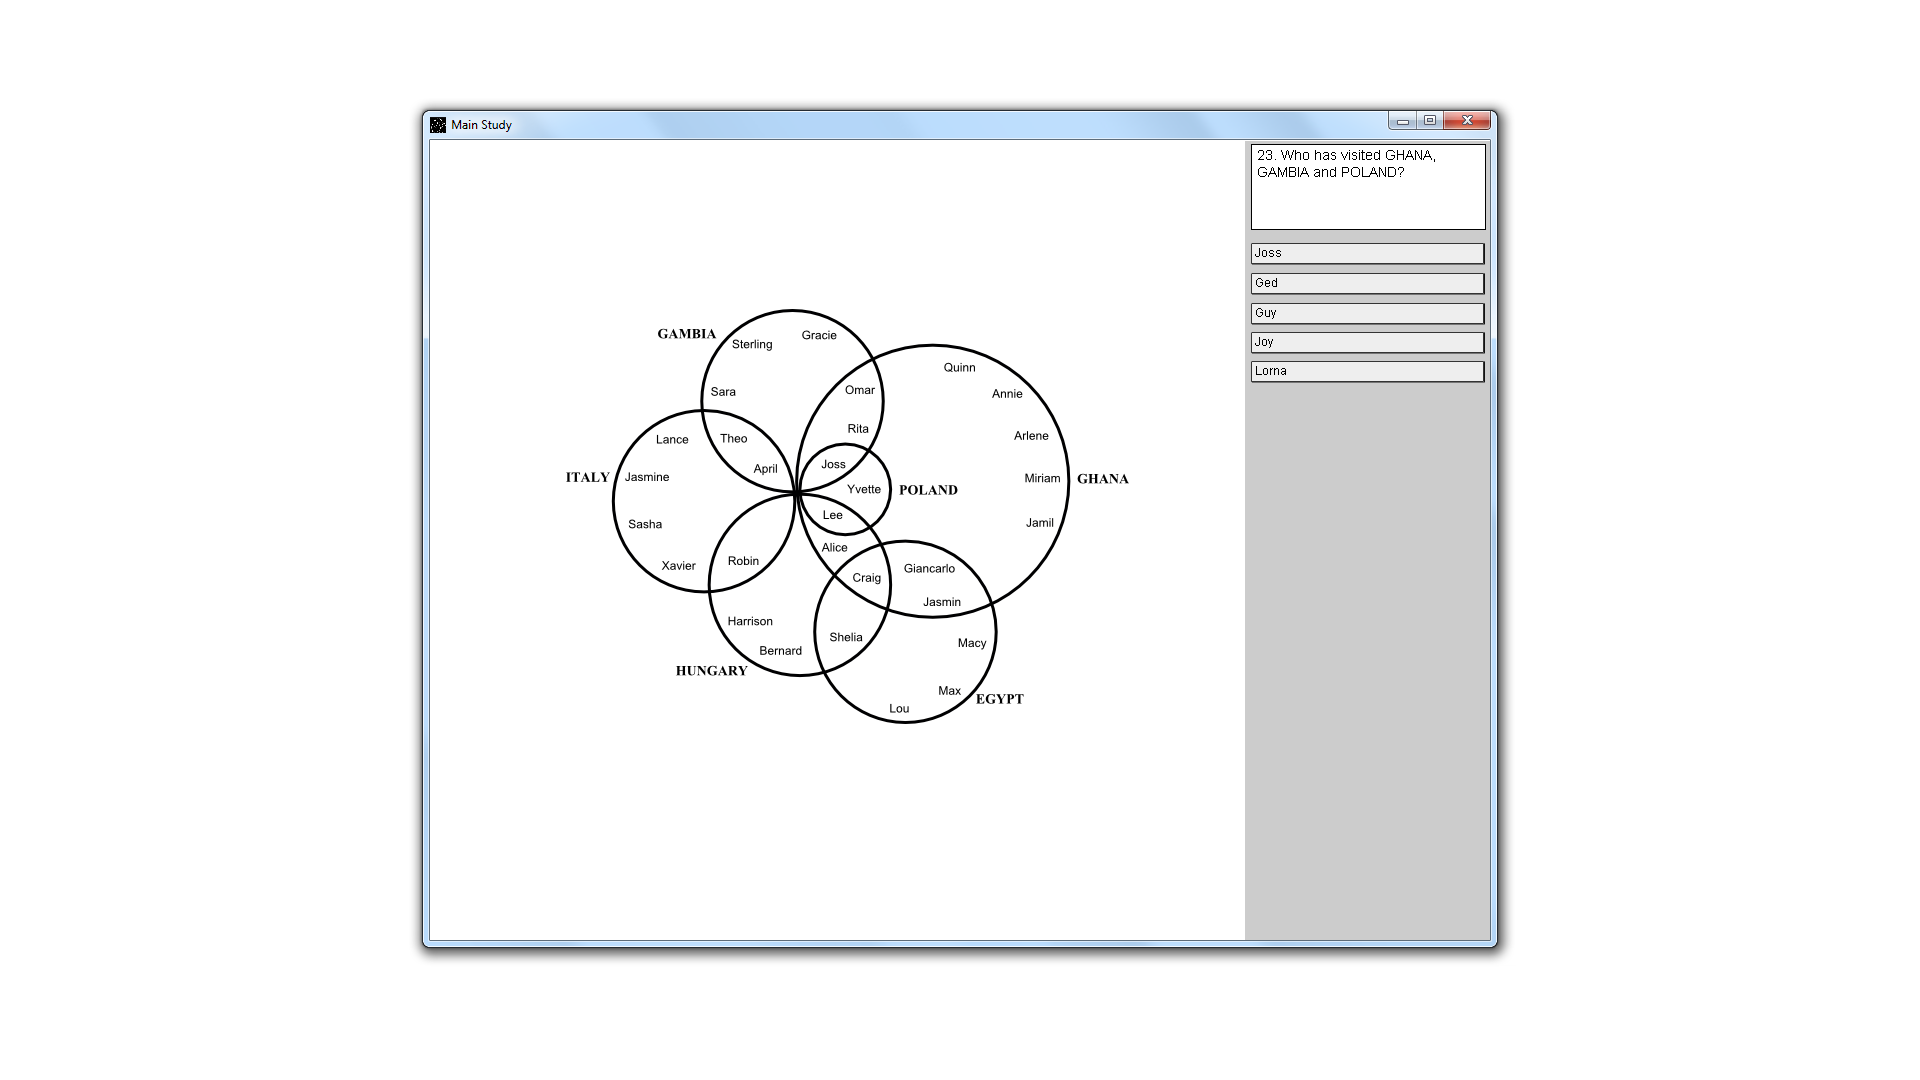 Main Study
23. Who has visited GHANA,
GAMBIA and POLAND?
Joss
Ged
Guy
Joy
Lorna
GAMBIA
Sterling
Gracie
Sara
Omar
Rita
Theo
April
Quinn
Annie
Arlene
Miriam
Jamil
GHANA
ITALY
Lance
Jasmine
Sasha
Xavier
Joss
Yvette
Lee
POLAND
Robin
Alice
Craig
Giancarlo
Jasmin
Harrison
Bernard
HUNGARY
Shelia
Macy
Max
Lou
EGYPT